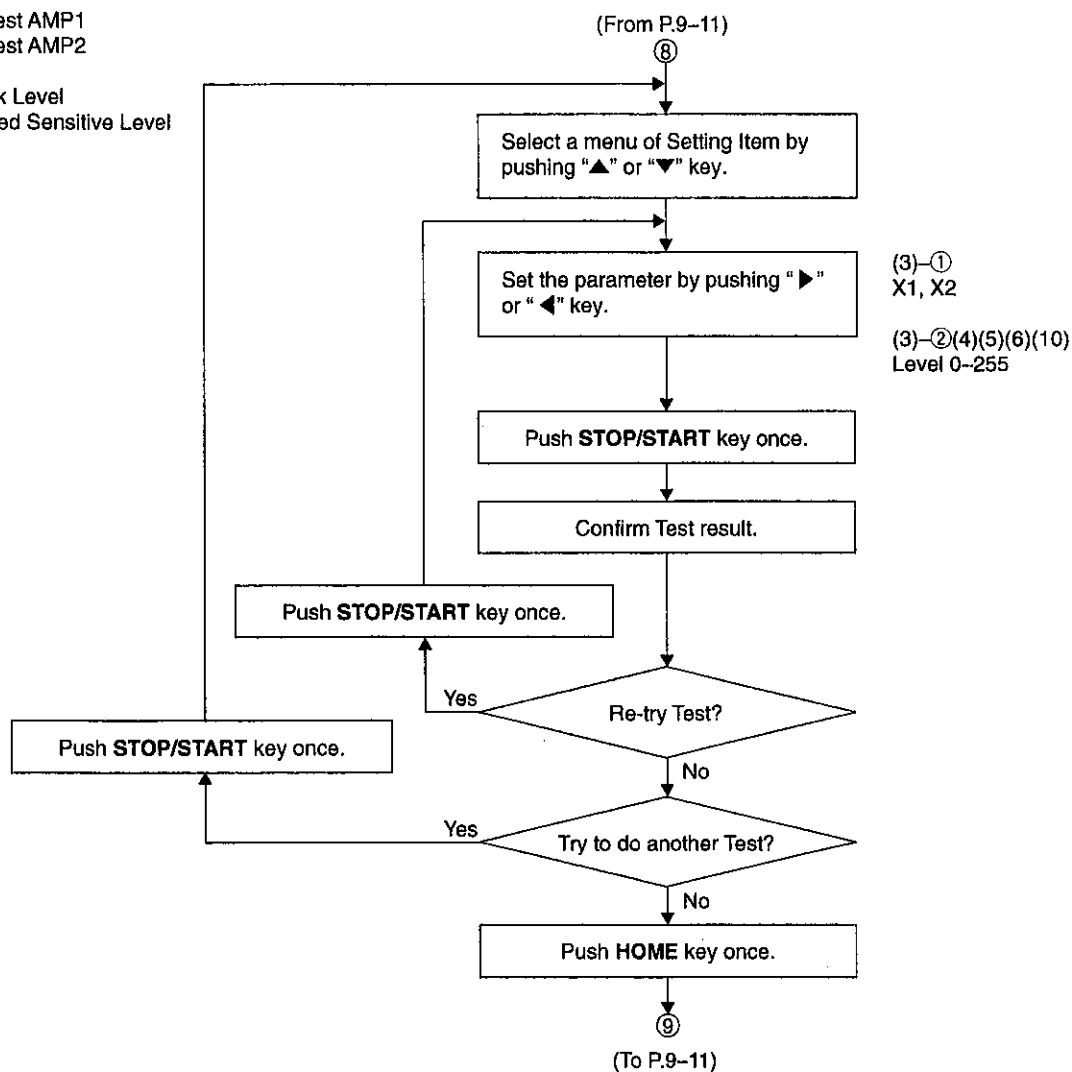 est AMP1
est AMP2
k Level
ed Sensitive Level
(From P.9–11)
⑧
Select a menu of Setting Item by
pushing “▲” or “▼” key.
Set the parameter by pushing “▶”
or “◀” key.
(3)–①
X1, X2
(3)–②(4)(5)(6)(10)
Level 0–255
Push STOP/START key once.
Confirm Test result.
Push STOP/START key once.
Yes
Re-try Test?
Push STOP/START key once.
No
Yes
Try to do another Test?
No
Push HOME key once.
⑨
(To P.9–11)